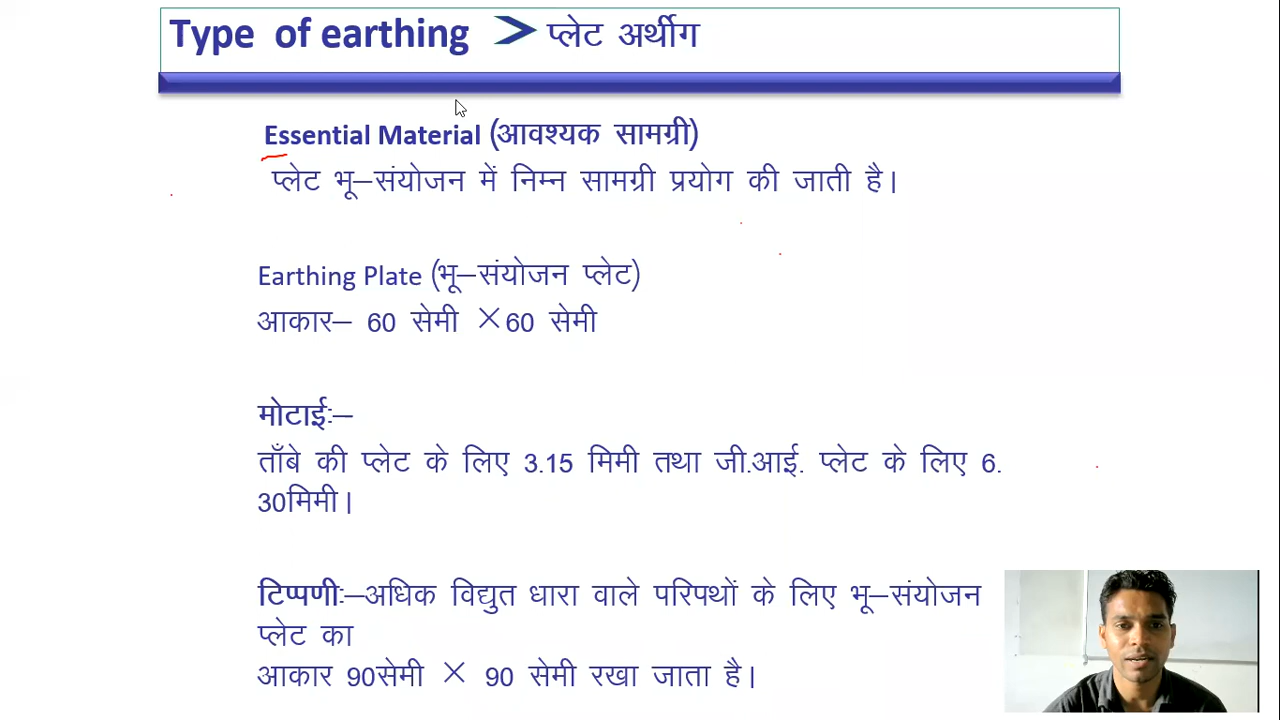 Type of earthing > प्लेट अर्थीग
Essential Material (आवश्यक सामग्री)
प्लेट भू–संयोजन में निम्न सामग्री प्रयोग की जाती है।
Earthing Plate (भू–संयोजन प्लेट)
आकार– 60 सेमी ×60 सेमी
मोटाई:–
ताँबे की प्लेट के लिए 3.15 मिमी तथा जी.आई. प्लेट के लिए 6.
30मिमी।
टिप्पणी:–अधिक विद्युत धारा वाले परिपथों के लिए भू–संयोजन
प्लेट का
आकार 90सेमी × 90 सेमी रखा जाता है।